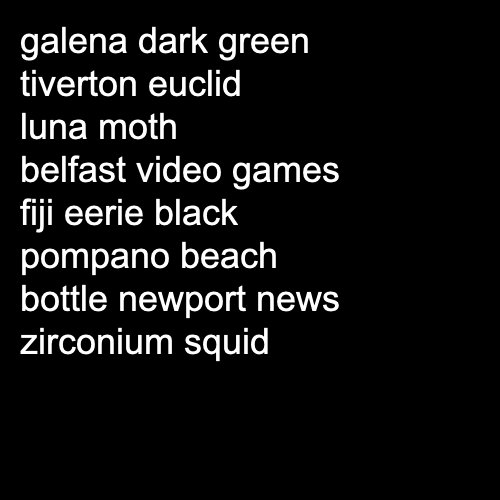 galena dark green
tiverton euclid
luna moth
belfast video games
fiji eerie black
pompano beach
bottle newport news
zirconium squid